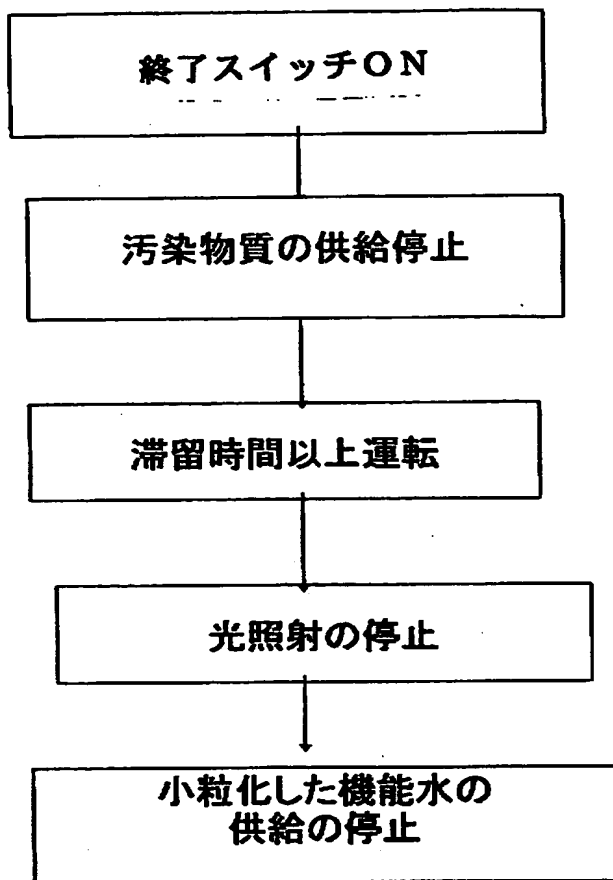 終了スイッチON
汚染物質の供給停止
滞留時間以上運転
光照射の停止
小粒化した機能水の
供給の停止